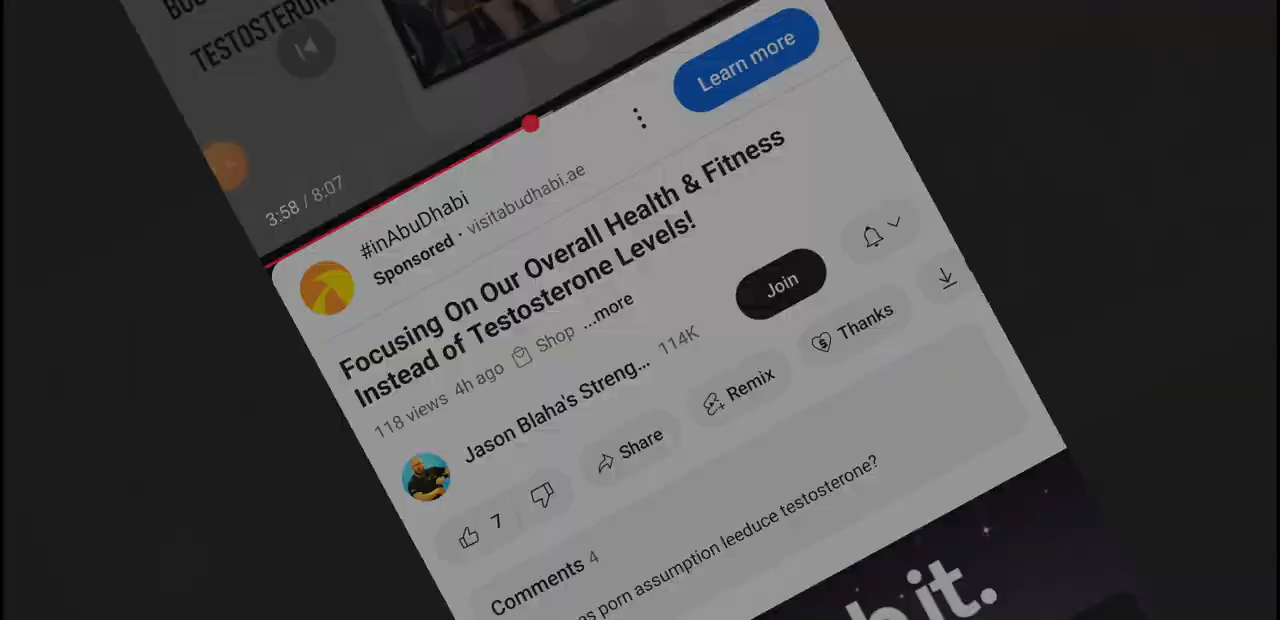 TESTOSTERONE
Learn more
3:58 / 8:07
#inAbuDhabi
Sponsored · visitabudhabi.ae
Focusing On Our Overall Health & Fitness
Instead of Testosterone Levels!
118 views 4h ago Shop ...more
Jason Blaha's Streng... 114K
Join
7
Share
Remix
Thanks
Comments 4
es porn assumption leeduce testosterone?
it.